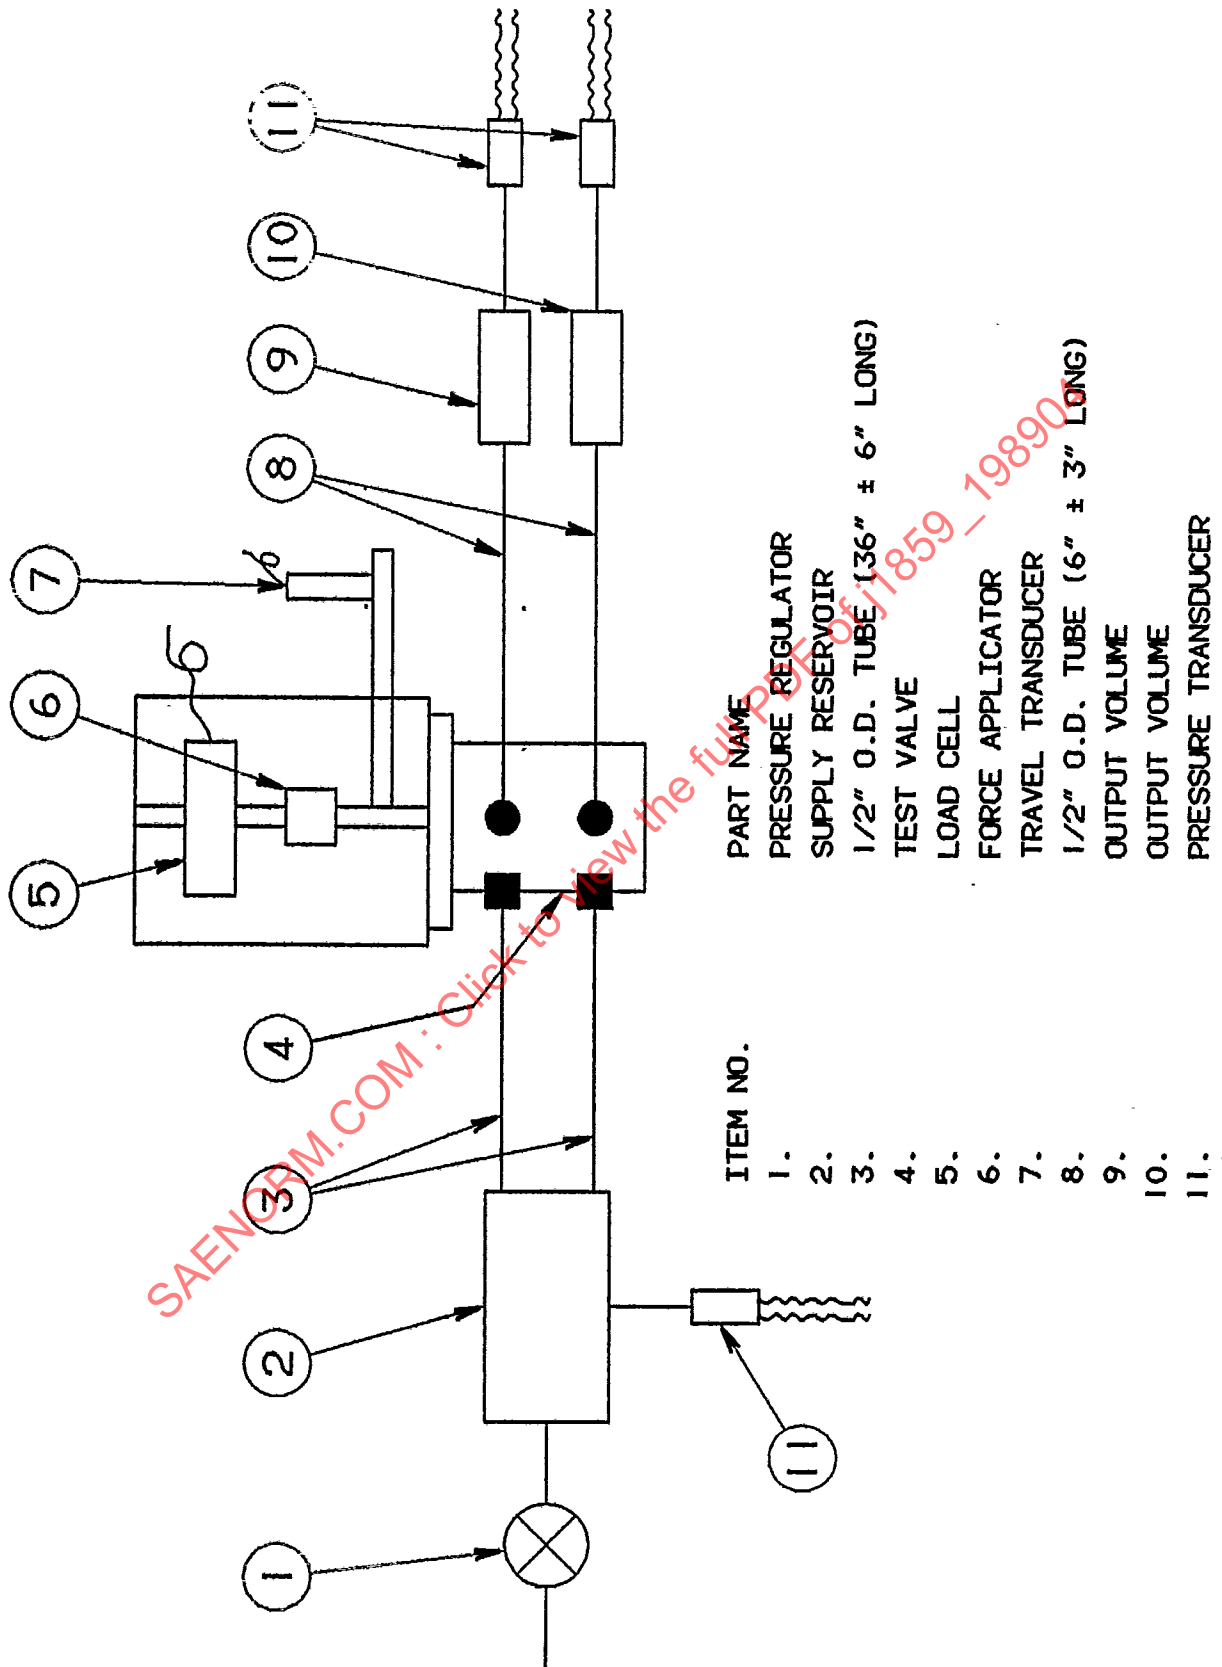 1
2
3
4
5
6
7
8
9
10
11
11
ITEM NO. PART NAME
1. PRESSURE REGULATOR
2. SUPPLY RESERVOIR
3. 1/2" O.D. TUBE (36" ± 6" LONG)
4. TEST VALVE
5. LOAD CELL
6. FORCE APPLICATOR
7. TRAVEL TRANSDUCER
8. 1/2" O.D. TUBE (6" ± 3" LONG)
9. OUTPUT VOLUME
10. OUTPUT VOLUME
11. PRESSURE TRANSDUCER
SAENORM.COM : Click to view the full PDF of j1859_198904